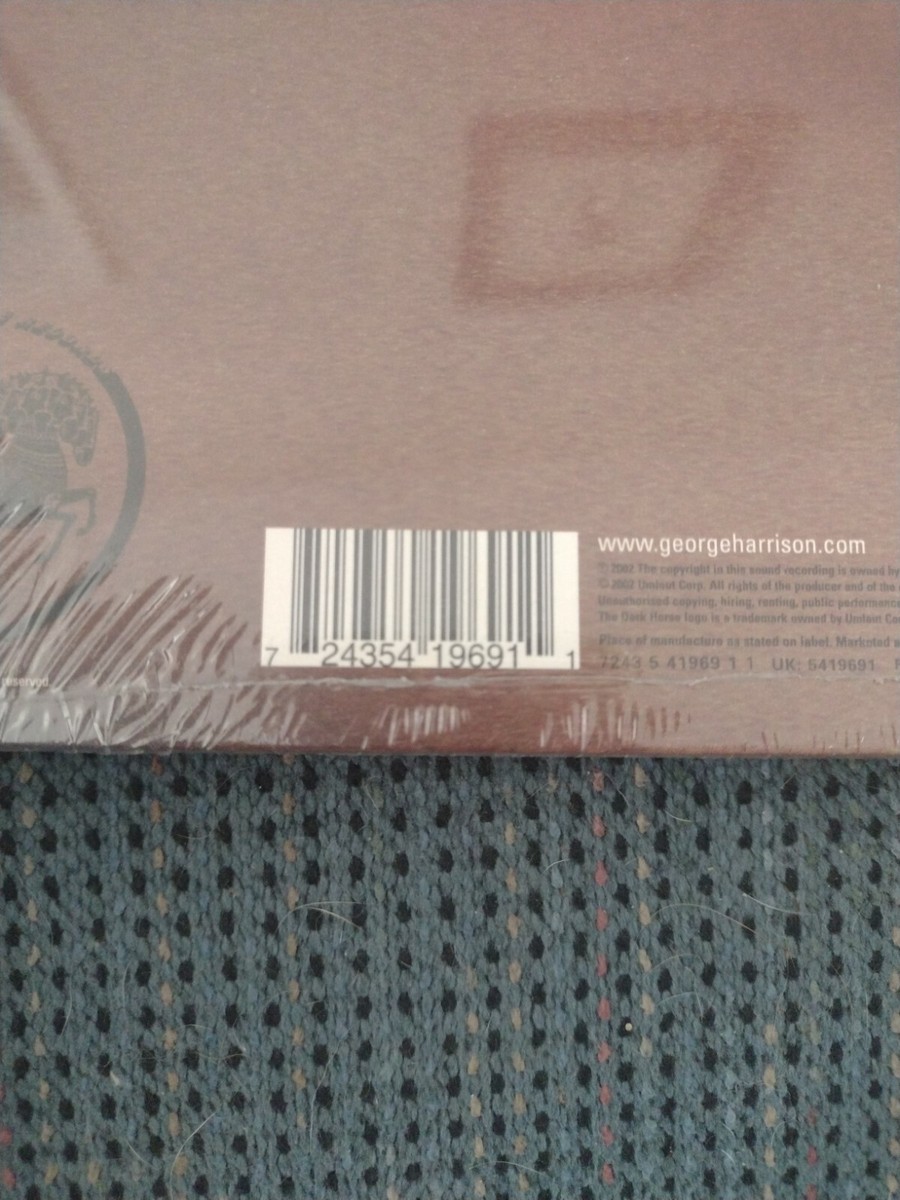 www.georgeharrison.com
℗ 2002 The copyright in this sound recording is owned by
© 2002 Umlaut Corp. All rights of the producer and of the
Unauthorised copying, hiring, renting, public performance
The Dark Horse logo is a trademark owned by Umlaut Co
Place of manufacture as stated on label. Marketed a
7 24354 19691 1
7243 5 41969 1 1 UK: 5419691
reserved